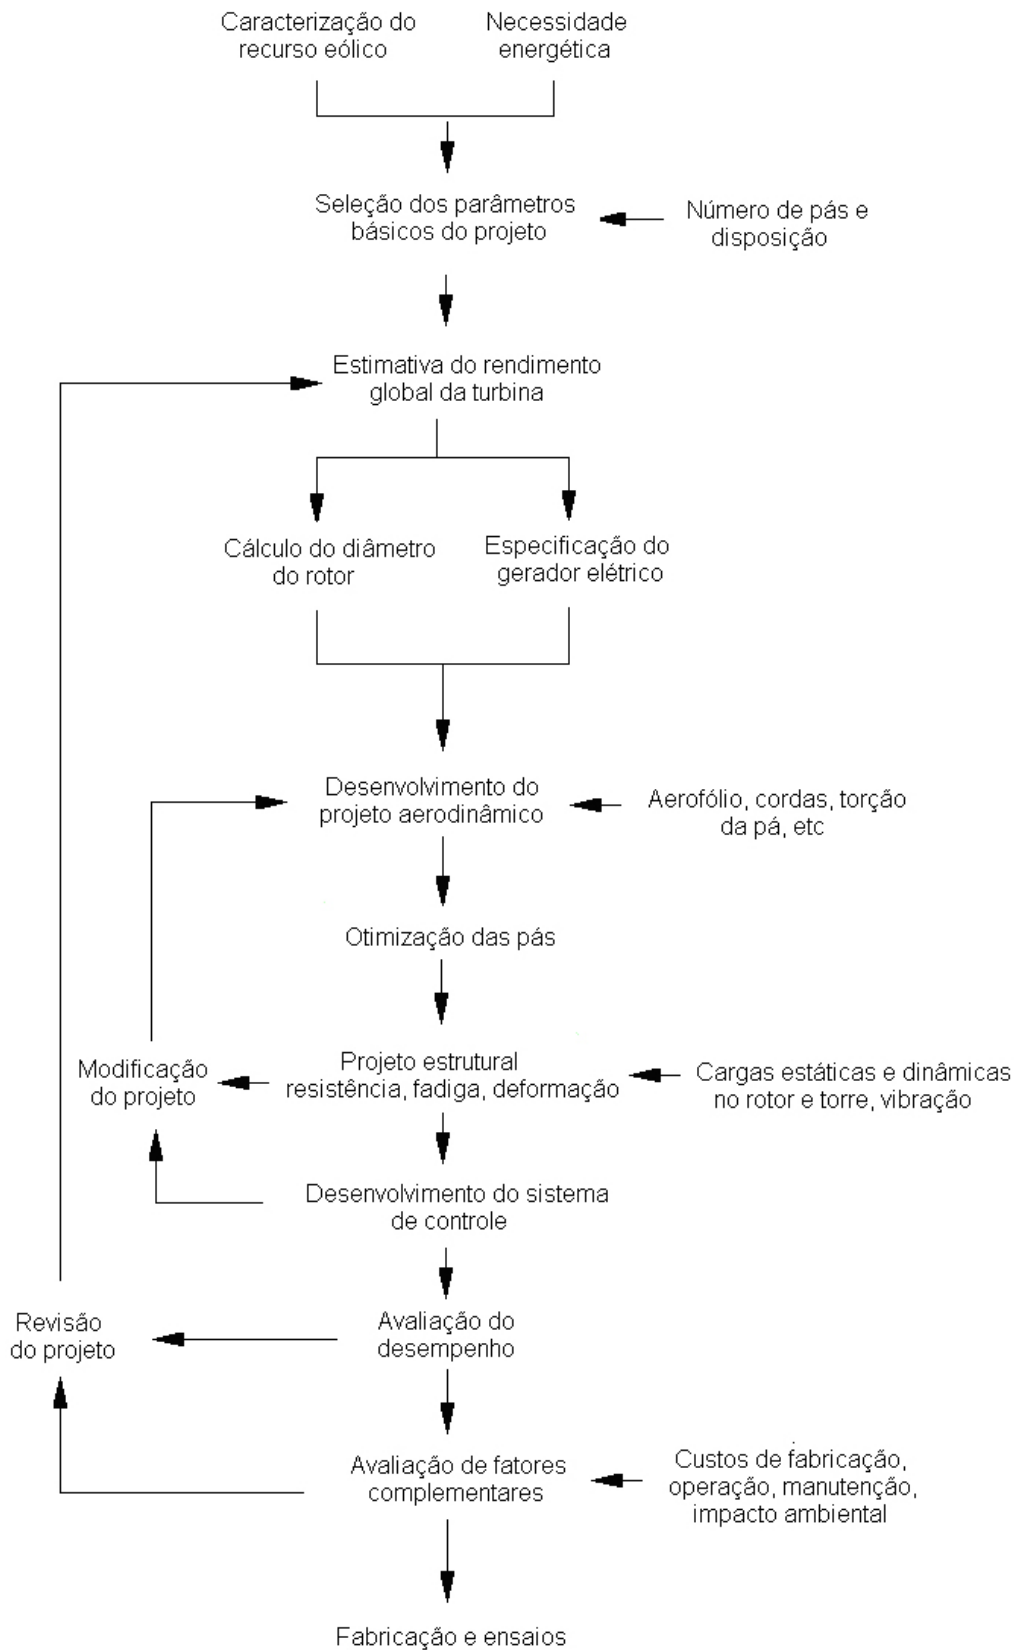 Caracterização do
recurso eólico
Necessidade
energética
Seleção dos parâmetros
básicos do projeto
Número de pás e
disposição
Estimativa do rendimento
global da turbina
Cálculo do diâmetro
do rotor
Especificação do
gerador elétrico
Desenvolvimento do
projeto aerodinâmico
Aerofólio, cordas, torção
da pá, etc
Otimização das pás
Modificação
do projeto
Projeto estrutural
resistência, fadiga, deformação
Cargas estáticas e dinâmicas
no rotor e torre, vibração
Desenvolvimento do sistema
de controle
Revisão
do projeto
Avaliação do
desempenho
Avaliação de fatores
complementares
Custos de fabricação,
operação, manutenção,
impacto ambiental
Fabricação e ensaios